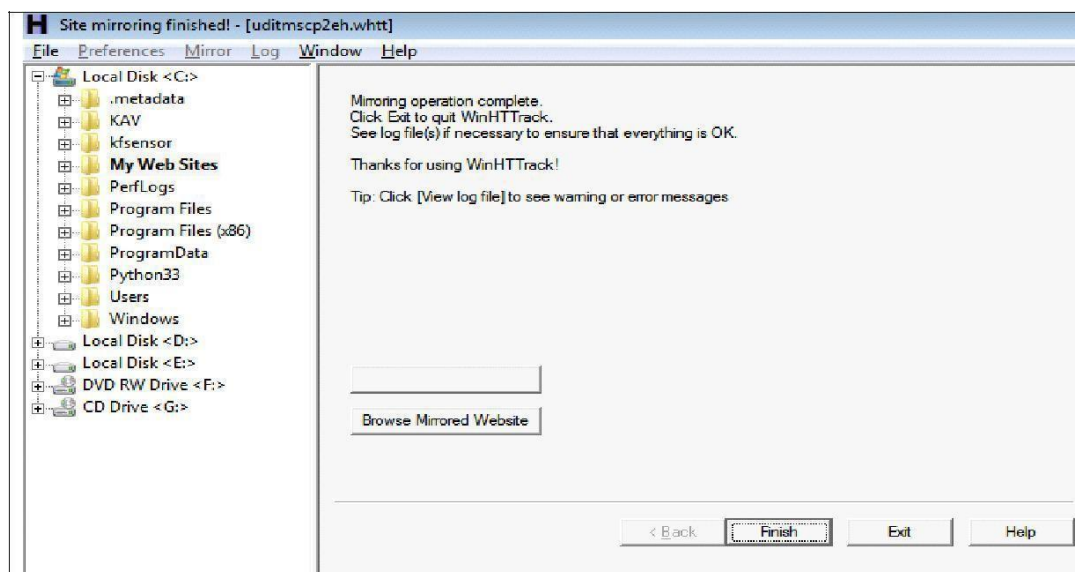 H Site mirroring finished! - [uditmscp2eh.whtt]
File Preferences Mirror Log Window Help
Local Disk <C:>
.metadata
KAV
kfsensor
My Web Sites
PerfLogs
Program Files
Program Files (x86)
ProgramData
Python33
Users
Windows
Local Disk <D:>
Local Disk <E:>
DVD RW Drive <F:>
CD Drive <G:>
Mirroring operation complete.
Click Exit to quit WinHTTrack.
See log file(s) if necessary to ensure that everything is OK.
Thanks for using WinHTTrack!
Tip: Click [View log file] to see warning or error messages
Browse Mirrored Website
< Back Finish Exit Help